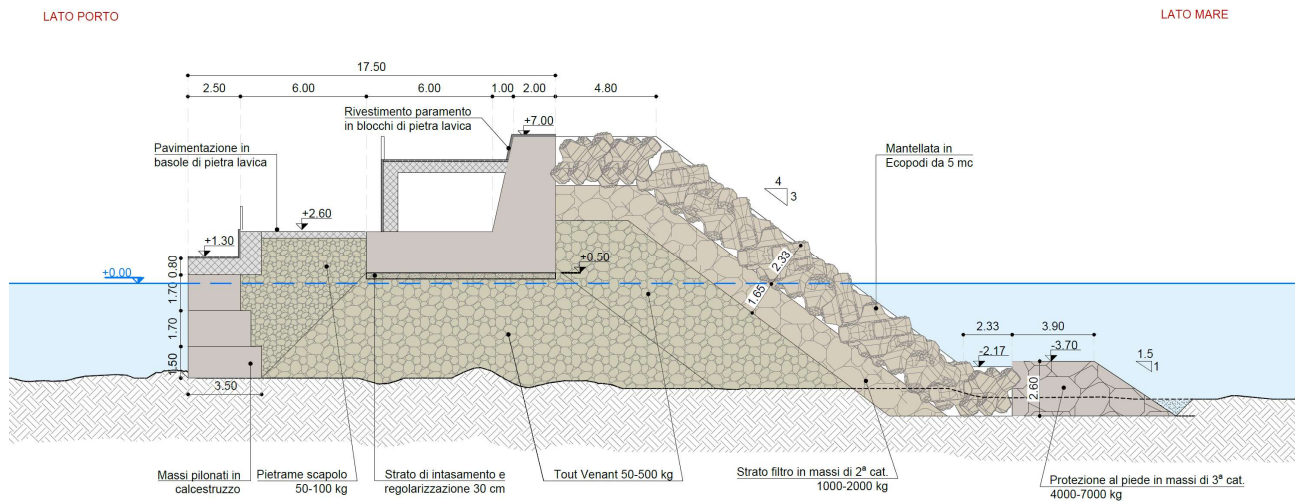 LATO PORTO
LATO MARE
17.50
2.50
6.00
6.00
1.00
2.00
4.80
Rivestimento paramento
in blocchi di pietra lavica
+7.00
Pavimentazione in
basole di pietra lavica
Mantellata in
Ecopodi da 5 mc
4
3
+2.60
+1.30
+0.50
+0.00
0.80
1.70
1.70
1.50
2.33
1.65
2.33
3.90
-2.17
-3.70
1.5
1
2.60
3.50
Massi pilonati in
calcestruzzo
Pietrame scapolo
50-100 kg
Strato di intasamento e
regolarizzazione 30 cm
Tout Venant 50-500 kg
Strato filtro in massi di 2ª cat.
1000-2000 kg
Protezione al piede in massi di 3ª cat.
4000-7000 kg